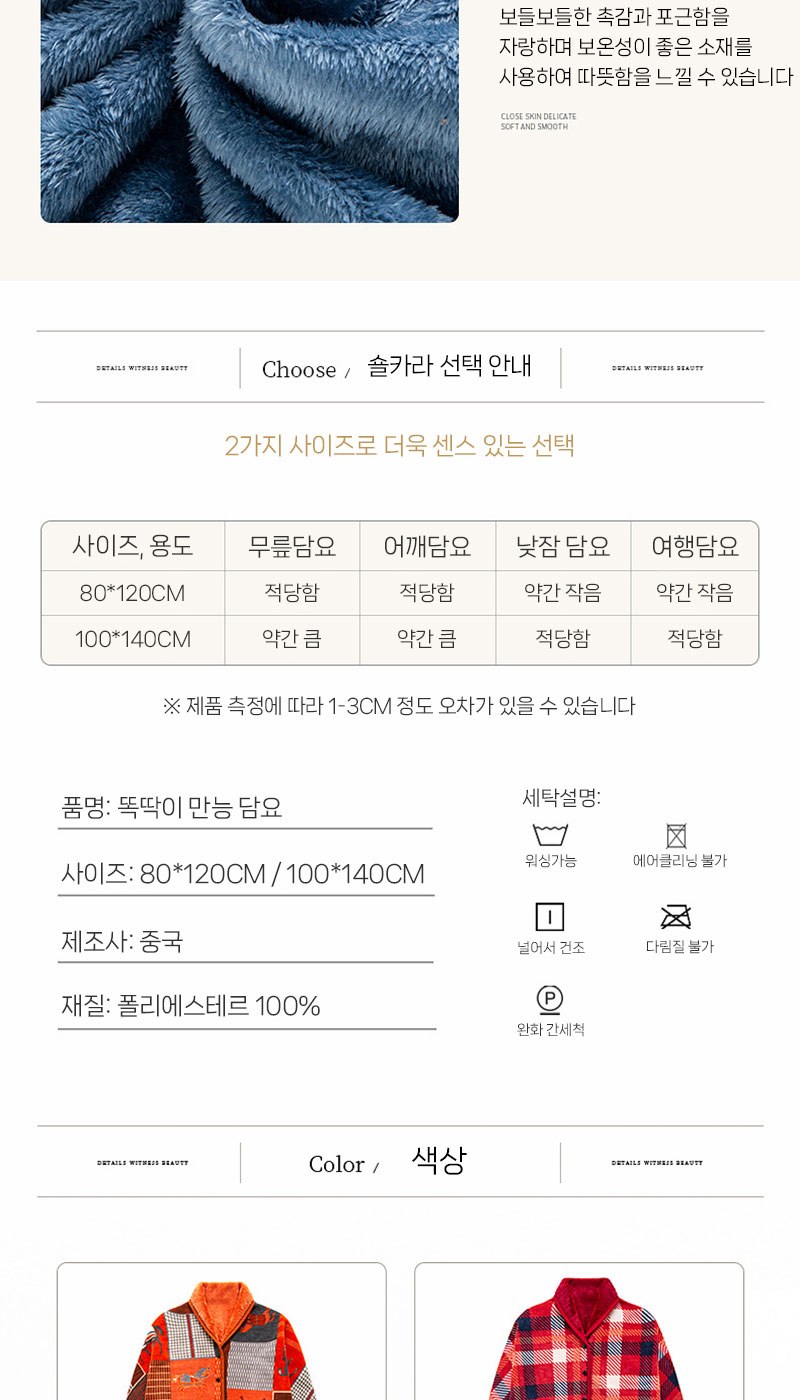 보들보들한 촉감과 포근함을
자랑하며 보온성이 좋은 소재를
사용하여 따뜻함을 느낄 수 있습니다
CLOSE SKIN DELICATE
SOFT AND SMOOTH
DETAILS WITNESS BEAUTY
Choose / 숄카라 선택 안내
DETAILS WITNESS BEAUTY
2가지 사이즈로 더욱 센스 있는 선택
사이즈, 용도 무릎담요 어깨담요 낮잠 담요 여행담요
80*120CM 적당함 적당함 약간 작음 약간 작음
100*140CM 약간 큼 약간 큼 적당함 적당함
※ 제품 측정에 따라 1-3CM 정도 오차가 있을 수 있습니다
품명: 똑딱이 만능 담요
사이즈: 80*120CM / 100*140CM
제조사: 중국
재질: 폴리에스테르 100%
세탁설명:
워싱가능 에어클리닝 불가
널어서 건조 다림질 불가
P
완화 간세척
DETAILS WITNESS BEAUTY
Color / 색상
DETAILS WITNESS BEAUTY